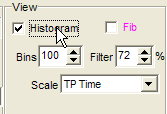 View
Histogram Fib
Bins 100 Filter 72 %
Scale TP Time